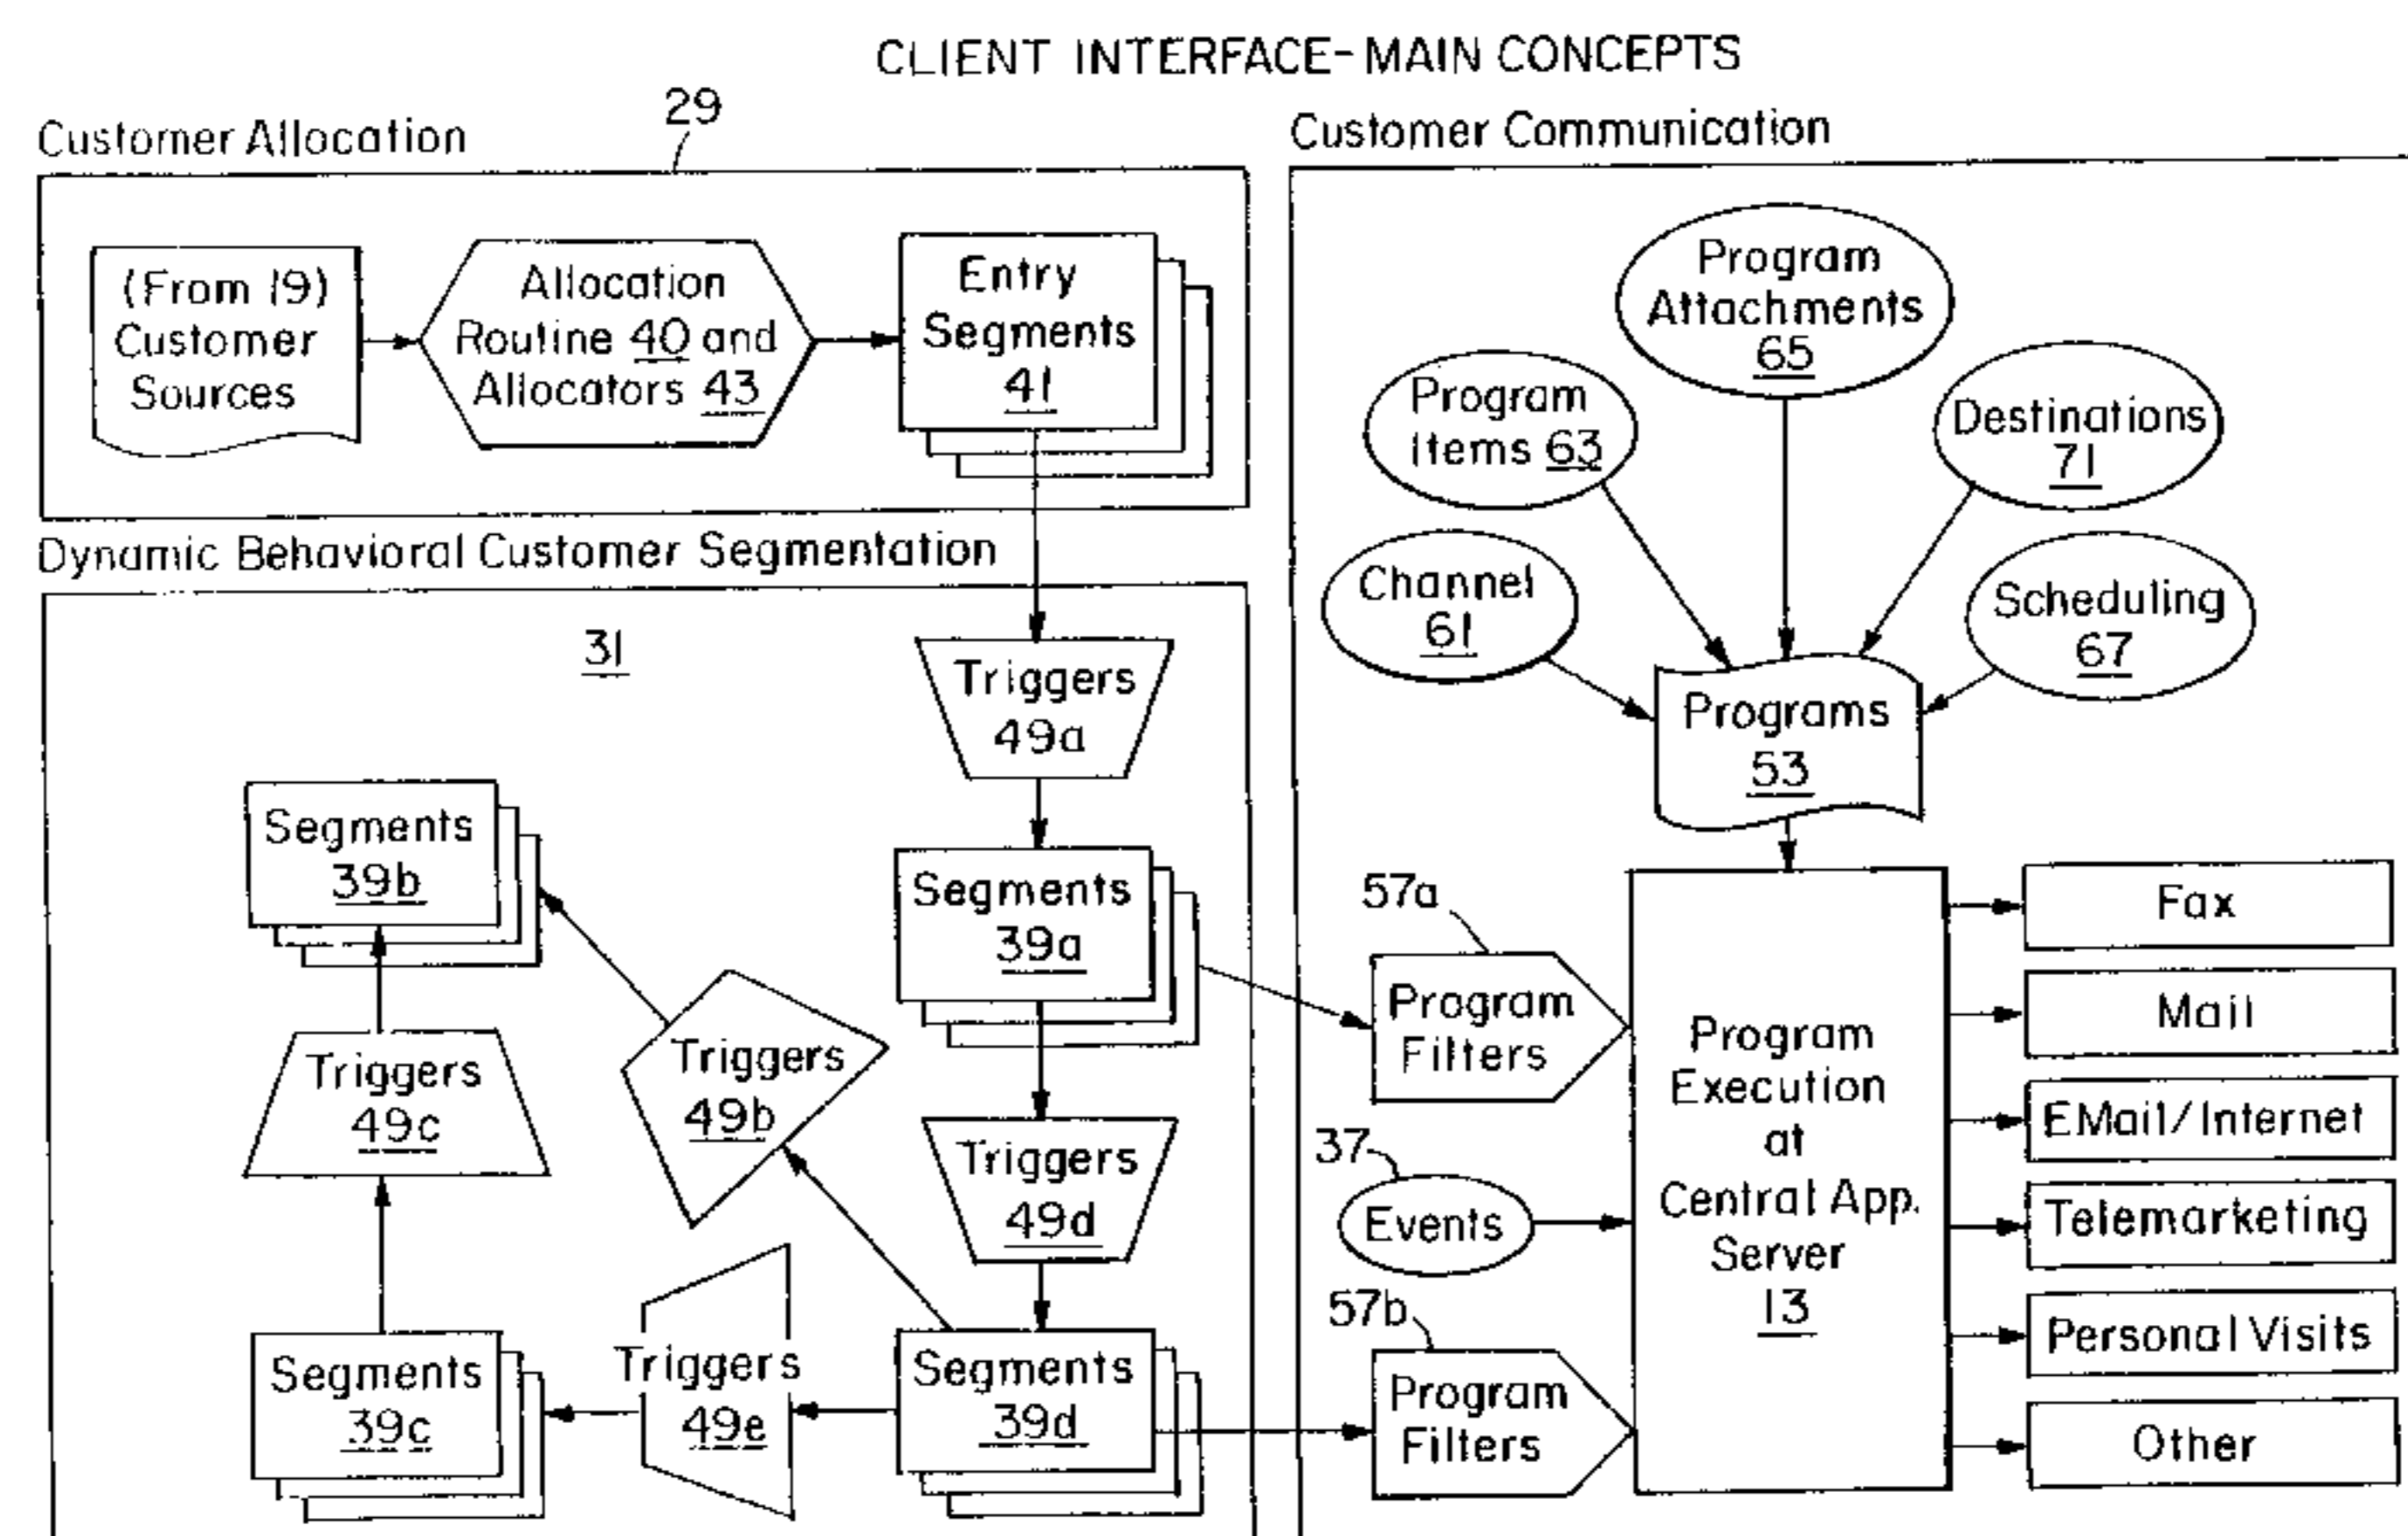 CLIENT INTERFACE-MAIN CONCEPTS
Customer Allocation
29
(From 19)
Customer
Sources
Allocation
Routine 40 and
Allocators 43
Entry
Segments
41
Dynamic Behavioral Customer Segmentation
31
Triggers
49a
Segments
39b
Segments
39a
Triggers
49c
Triggers
49b
Triggers
49d
Segments
39c
Triggers
49e
Segments
39d
Customer Communication
Program
Attachments
65
Program
Items 63
Destinations
71
Channel
61
Scheduling
67
Programs
53
57a
Program
Filters
37
Events
57b
Program
Filters
Program
Execution
at
Central App.
Server
13
Fax
Mail
EMail/Internet
Telemarketing
Personal Visits
Other